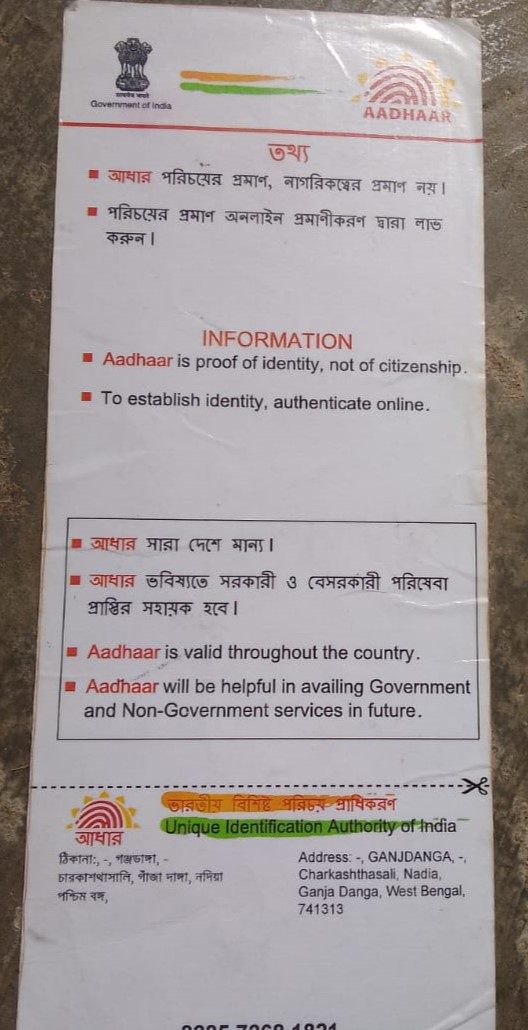 Government of India
AADHAAR
তথ্য
আধার পরিচয়ের প্রমাণ, নাগরিকত্বের প্রমাণ নয়।
পরিচয়ের প্রমাণ অনলাইন প্রমাণীকরণ দ্বারা লাভ
করুন।
INFORMATION
Aadhaar is proof of identity, not of citizenship.
To establish identity, authenticate online.
আধার সারা দেশে মান্য।
আধার ভবিষ্যতে সরকারী ও বেসরকারী পরিষেবা
প্রাপ্তির সহায়ক হবে।
Aadhaar is valid throughout the country.
Aadhaar will be helpful in availing Government
and Non-Government services in future.
ভারতীয় বিশিষ্ট পরিচয় প্রাধিকরণ
Unique Identification Authority of India
আধার
ঠিকানা:, -, গঞ্জডাঙ্গা, -
চারকাশথাসালি, গাঁজা দাঙ্গা, নদিয়া
পশ্চিম বঙ্গ,
Address: -, GANJDANGA, -,
Charkashthasali, Nadia,
Ganja Danga, West Bengal,
741313